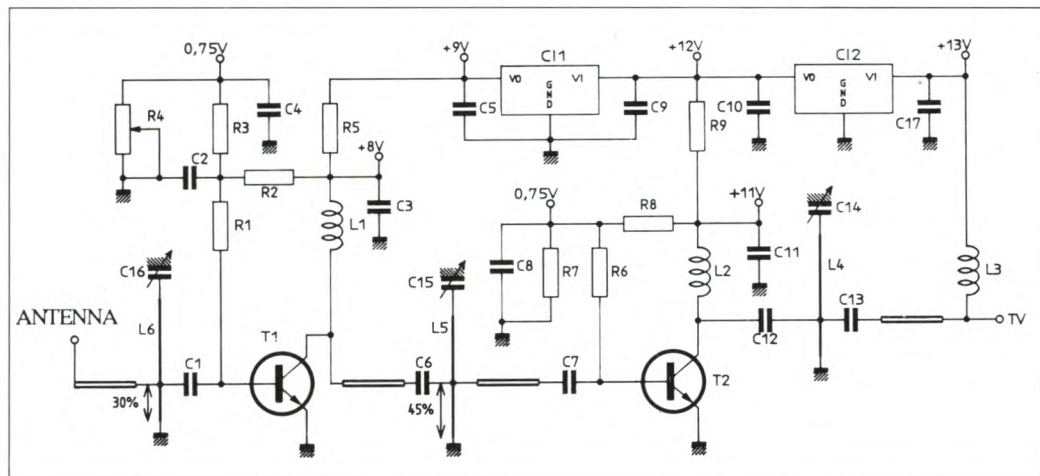 0,75V
+9V
CI1
+12V
CI2
+13V
VO
VI
GND
VO
VI
GND
R4
R3
C4
R5
C5
C9
R9
C10
C17
C2
+8V
R2
R1
L1
C3
0,75V
R8
+11V
C14
C16
C8
R7
R6
C15
L2
C11
L4
C13
L3
ANTENNA
L6
T1
L5
C12
TV
C1
C6
C7
T2
30%
45%